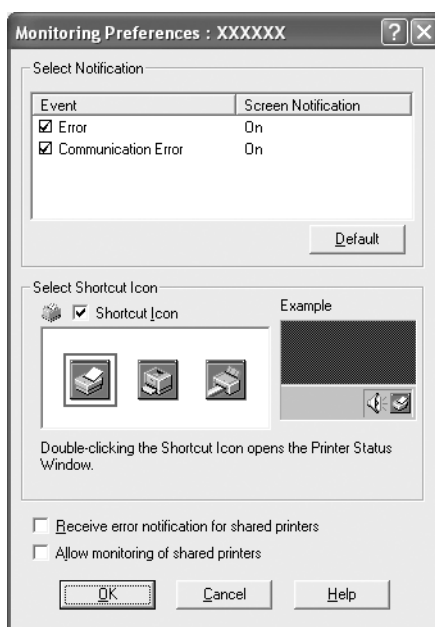 Monitoring Preferences : XXXXXX
Select Notification
Event Screen Notification
Error On
Communication Error On
Default
Select Shortcut Icon
Shortcut Icon
Example
Double-clicking the Shortcut Icon opens the Printer Status
Window.
Receive error notification for shared printers
Allow monitoring of shared printers
OK Cancel Help